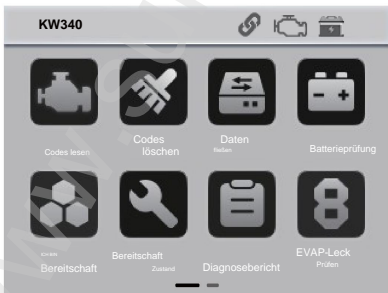 KW340
Codes lesen
Codes
löschen
Daten
Batterieprüfung
Bereitschaft
Bereitschaft
Zustand
Diagnosebericht
EVAP-Leck
Prüfen